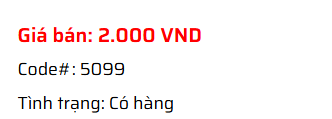 Giá bán: 2.000 VND
Code#: 5099
Tình trạng: Có hàng